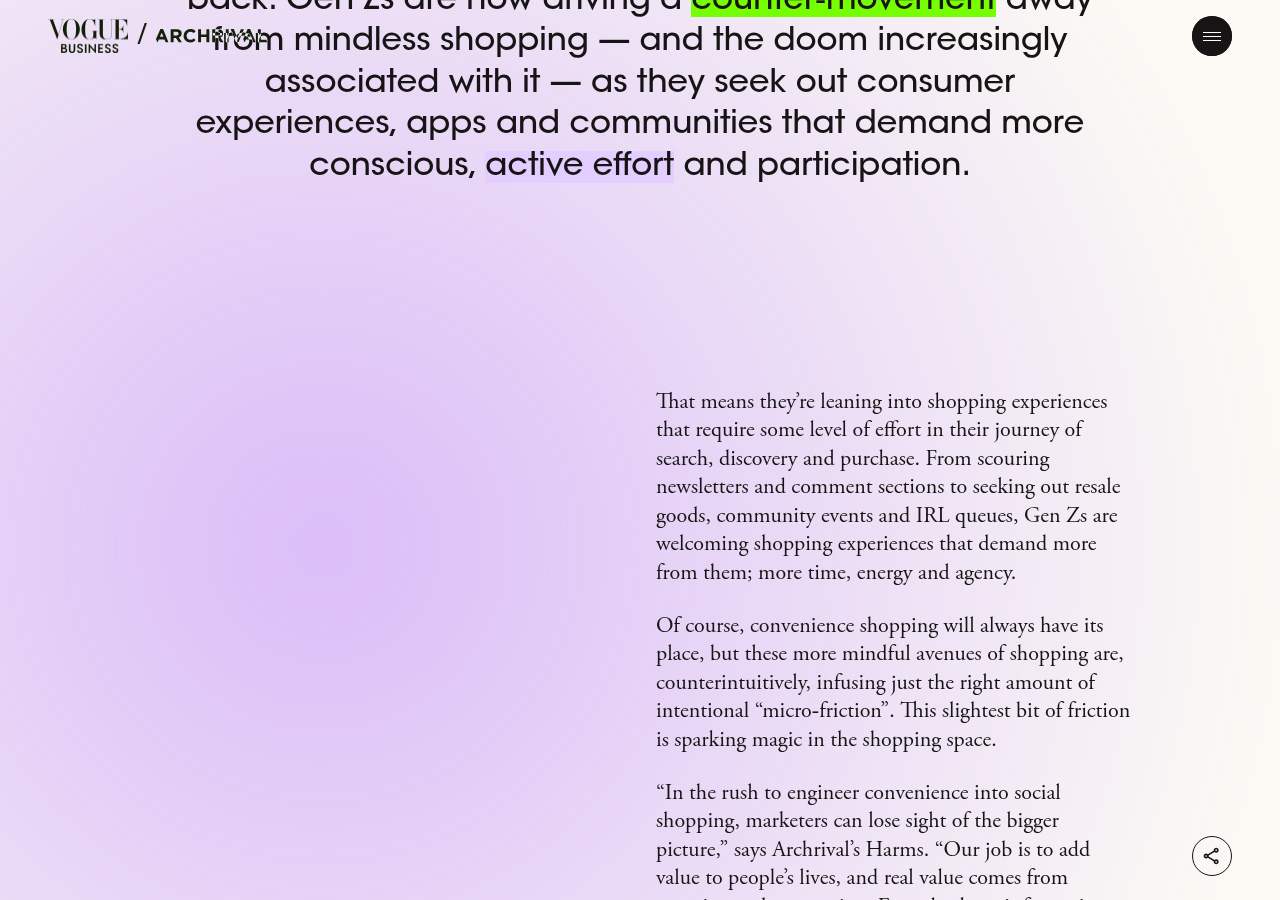 back. Gen Zs are now driving a counter-movement away
VOGUE BUSINESS / ARCHRIVAL
from mindless shopping — and the doom increasingly
associated with it — as they seek out consumer
experiences, apps and communities that demand more
conscious, active effort and participation.
That means they’re leaning into shopping experiences
that require some level of effort in their journey of
search, discovery and purchase. From scouring
newsletters and comment sections to seeking out resale
goods, community events and IRL queues, Gen Zs are
welcoming shopping experiences that demand more
from them; more time, energy and agency.
Of course, convenience shopping will always have its
place, but these more mindful avenues of shopping are,
counterintuitively, infusing just the right amount of
intentional “micro-friction”. This slightest bit of friction
is sparking magic in the shopping space.
“In the rush to engineer convenience into social
shopping, marketers can lose sight of the bigger
picture,” says Archrival’s Harms. “Our job is to add
value to people’s lives, and real value comes from